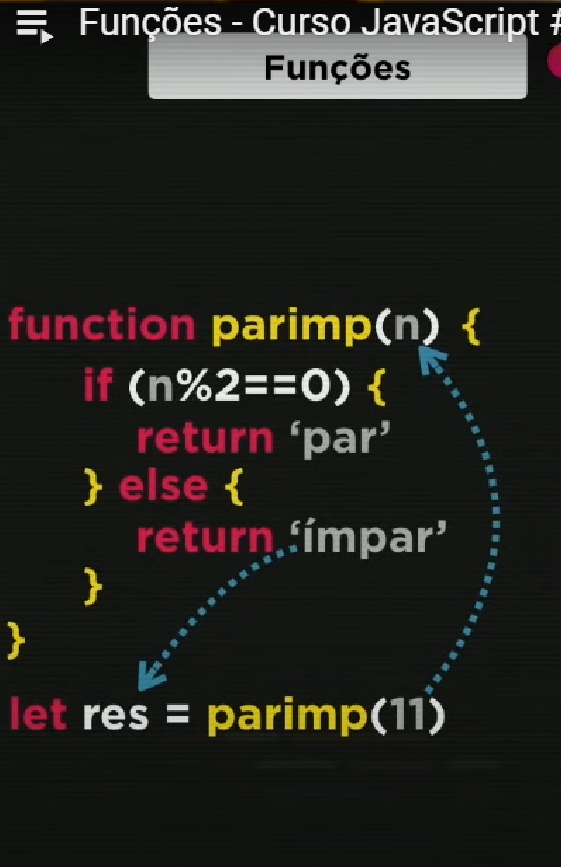 Funções - Curso JavaScript #
Funções
function parimp(n) {
if (n%2==0) {
return ‘par’
} else {
return ‘ímpar’
}
}
let res = parimp(11)